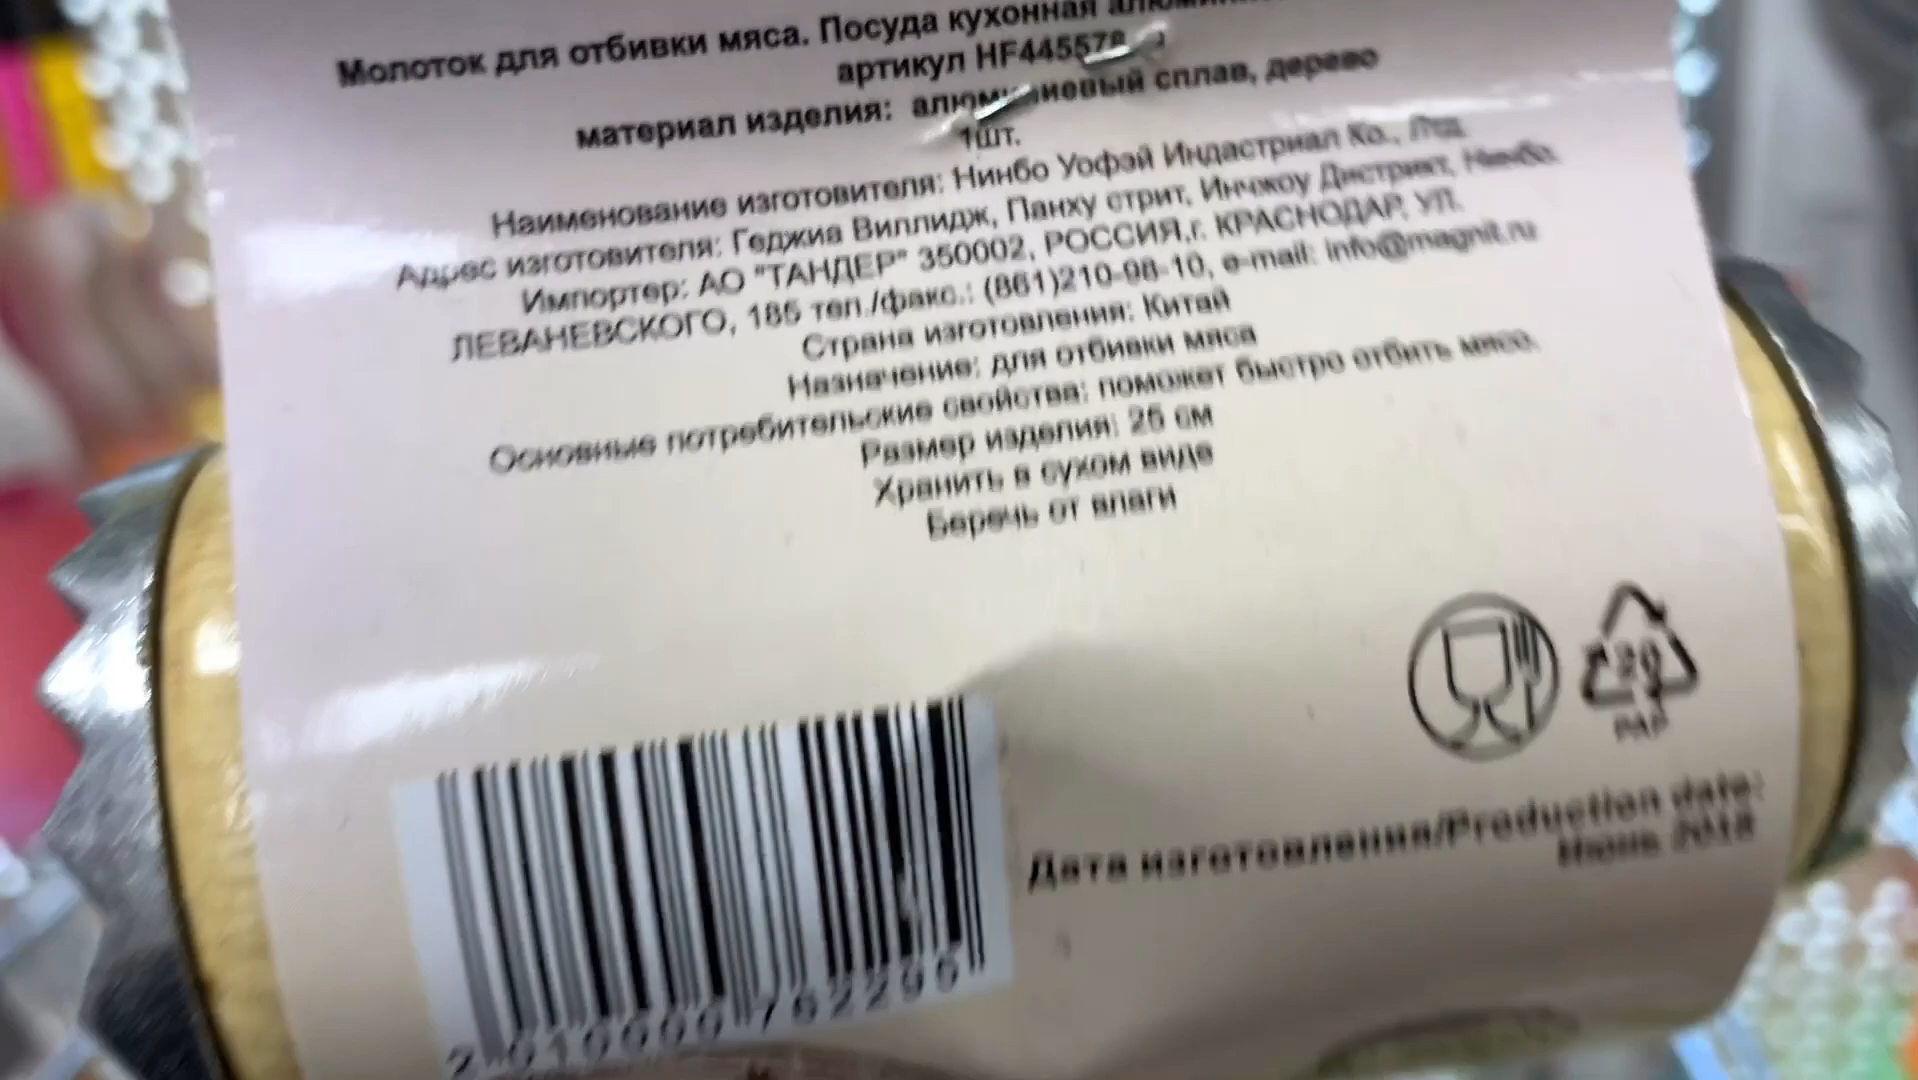 Молоток для отбивки мяса. Посуда кухонная
артикул HF445578
материал изделия: алюминиевый сплав, дерево
1шт.
Наименование изготовителя: Нинбо Уофэй Индастриал Ко., Лтд.
Адрес изготовителя: Геджиа Виллидж, Панху стрит, Инчжоу Дистрикт, Нинбо.
Импортер: АО "ТАНДЕР" 350002, РОССИЯ,г. КРАСНОДАР, УЛ.
ЛЕВАНЕВСКОГО, 185 тел./факс.: (861)210-98-10, e-mail: info@magnit.ru
Страна изготовления: Китай
Назначение: для отбивки мяса
Основные потребительские свойства: поможет быстро отбить мясо.
Размер изделия: 25 см
Хранить в сухом виде
Беречь от влаги
PAP
Дата изготовления/Production date:
Июнь 2018